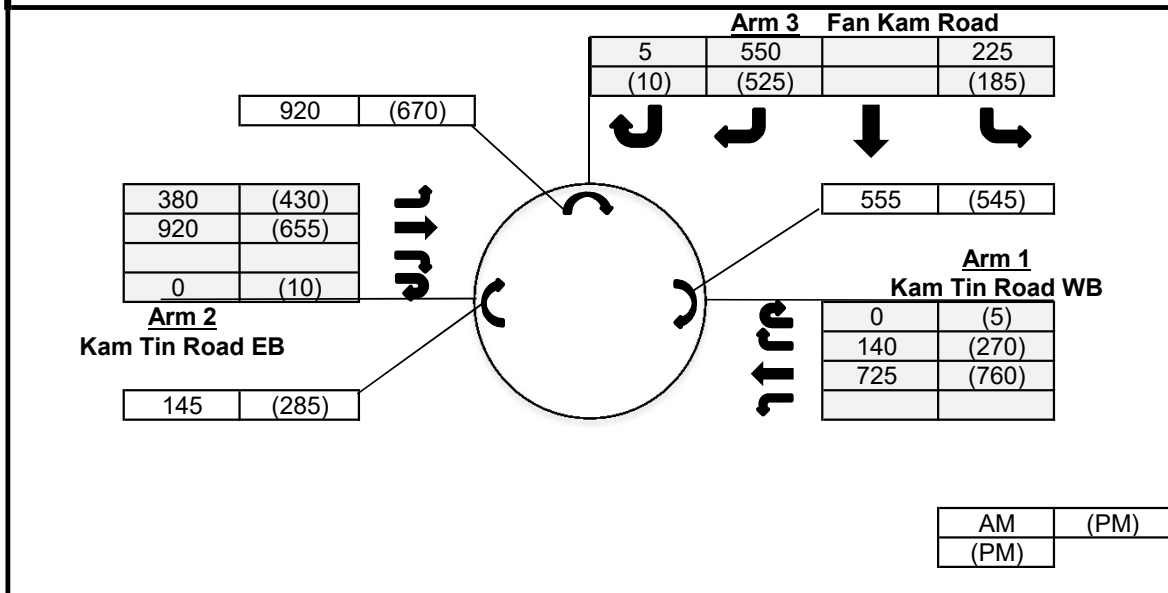 Arm 3 Fan Kam Road
5 550 225
(10) (525) (185)
920 (670)
380 (430)
920 (655)
0 (10)
Arm 2
Kam Tin Road EB
145 (285)
555 (545)
Arm 1
Kam Tin Road WB
0 (5)
140 (270)
725 (760)
AM (PM)
(PM)